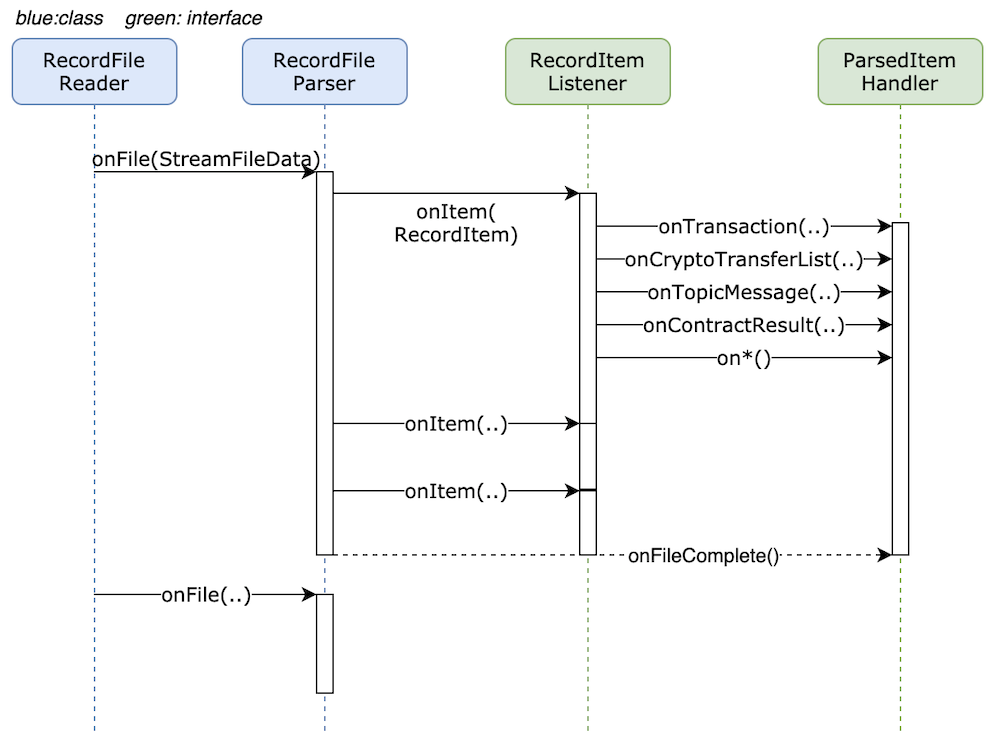 blue:class    green: interface
RecordFile
Reader
RecordFile
Parser
RecordItem
Listener
ParsedItem
Handler
onFile(StreamFileData)
onItem(
RecordItem)
onTransaction(..)
onCryptoTransferList(..)
onTopicMessage(..)
onContractResult(..)
on*()
onItem(..)
onItem(..)
onFileComplete()
onFile(..)